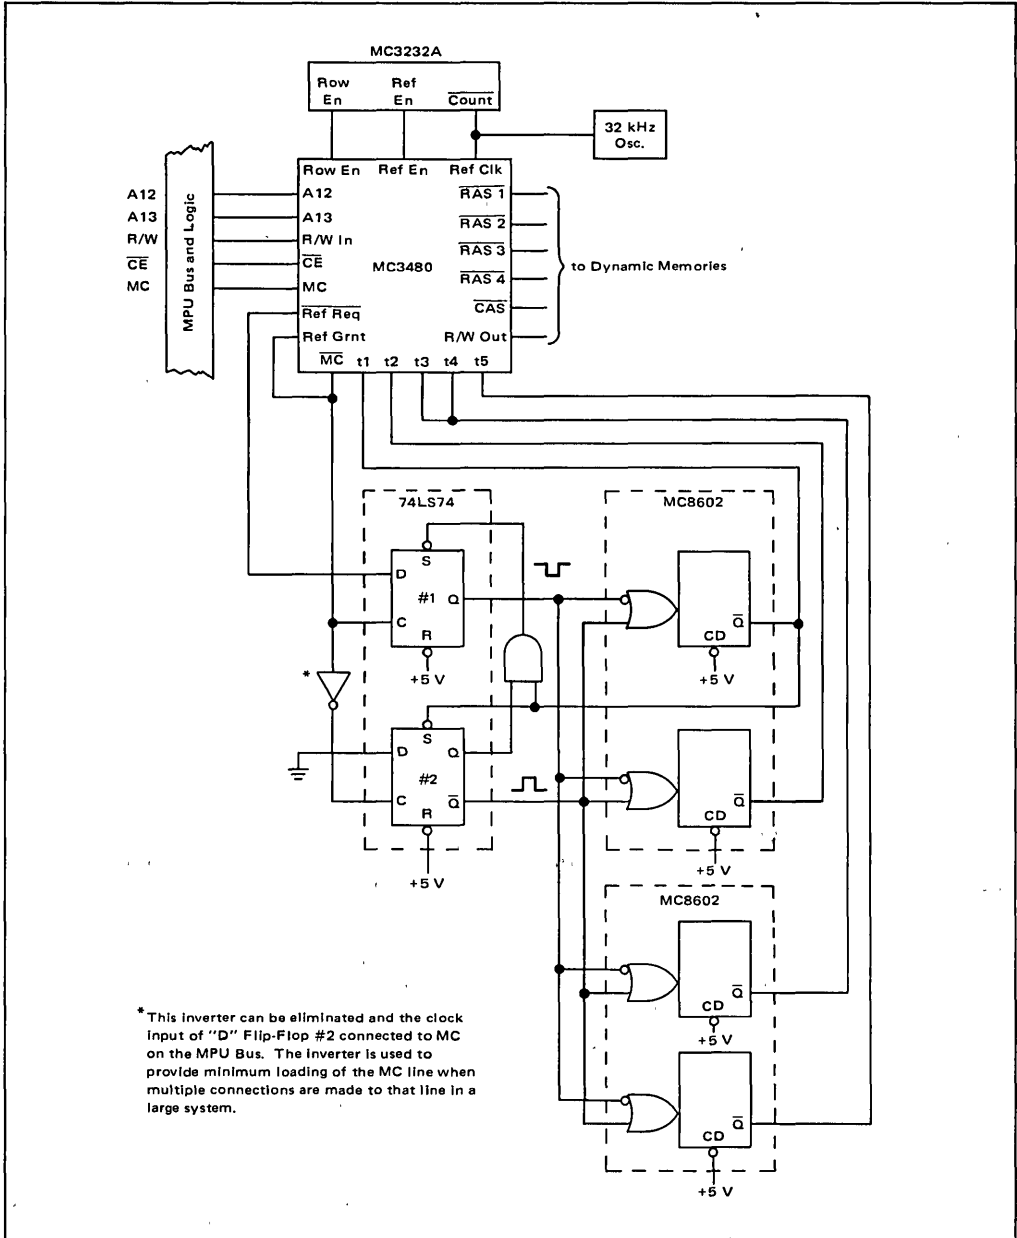 MC3232A
Row En
Ref En
Count
32 kHz Osc.
MPU Bus and Logic
A12
A13
R/W
CE
MC
Row En
Ref En
Ref Clk
A12
A13
R/W In
CE
MC
Ref Req
Ref Grnt
MC3480
RAS 1
RAS 2
RAS 3
RAS 4
CAS
R/W Out
to Dynamic Memories
MC
t1
t2
t3
t4
t5
74LS74
S
D
#1
Q
C
R
+5 V
*
S
D
Q
#2
C
Q
R
+5 V
MC8602
Q
CD
+5 V
Q
CD
+5 V
MC8602
Q
CD
+5 V
Q
CD
+5 V
* This inverter can be eliminated and the clock
input of "D" Flip-Flop #2 connected to MC
on the MPU Bus. The inverter is used to
provide minimum loading of the MC line when
multiple connections are made to that line in a
large system.